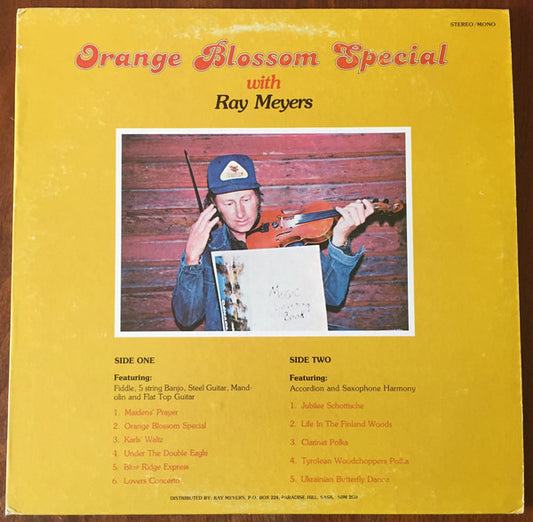 STEREO/MONO
Orange Blossom Special
with
Ray Meyers
Music
Book
SIDE ONE
Featuring:
Fiddle, 5 string Banjo, Steel Guitar, Mand-
olin and Flat Top Guitar
1. Maidens' Prayer
2. Orange Blossom Special
3. Karls' Waltz
4. Under The Double Eagle
5. Blue Ridge Express
6. Lovers Concerto
SIDE TWO
Featuring:
Accordion and Saxophone Harmony
1. Jubilee Schottische
2. Life In The Finland Woods
3. Clarinet Polka
4. Tyrolean Woodchoppers Polka
5. Ukrainian Butterfly Dance
DISTRIBUTED BY: RAY MEYERS, P.O. BOX 224, PARADISE HILL, SASK. S0M 2G0